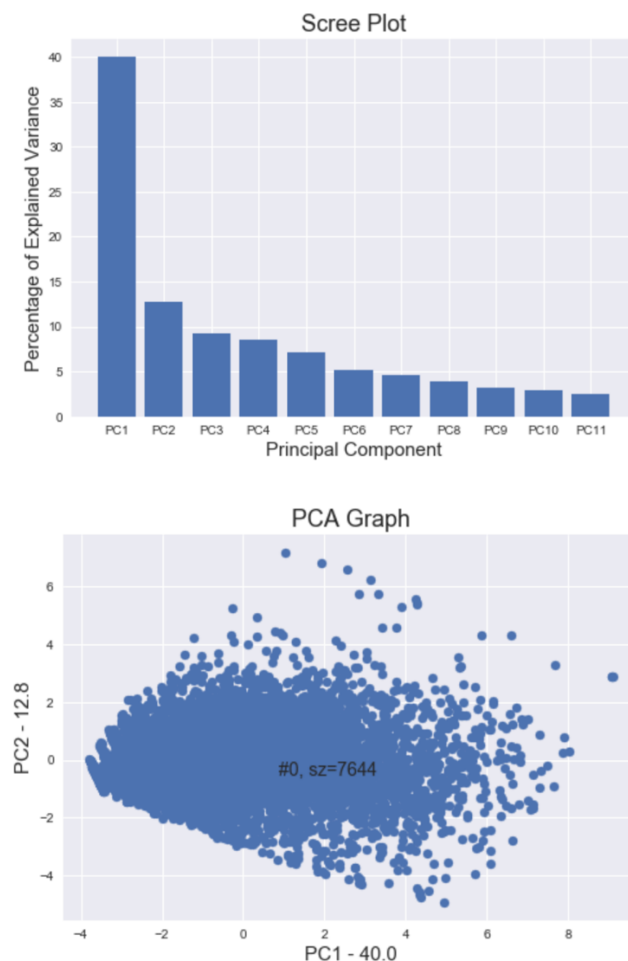 Scree Plot
Percentage of Explained Variance
40
35
30
25
20
15
10
5
0
PC1 PC2 PC3 PC4 PC5 PC6 PC7 PC8 PC9 PC10 PC11
Principal Component
PCA Graph
PC2 - 12.8
6
4
2
0
−2
−4
#0, sz=7644
−4 −2 0 2 4 6 8
PC1 - 40.0